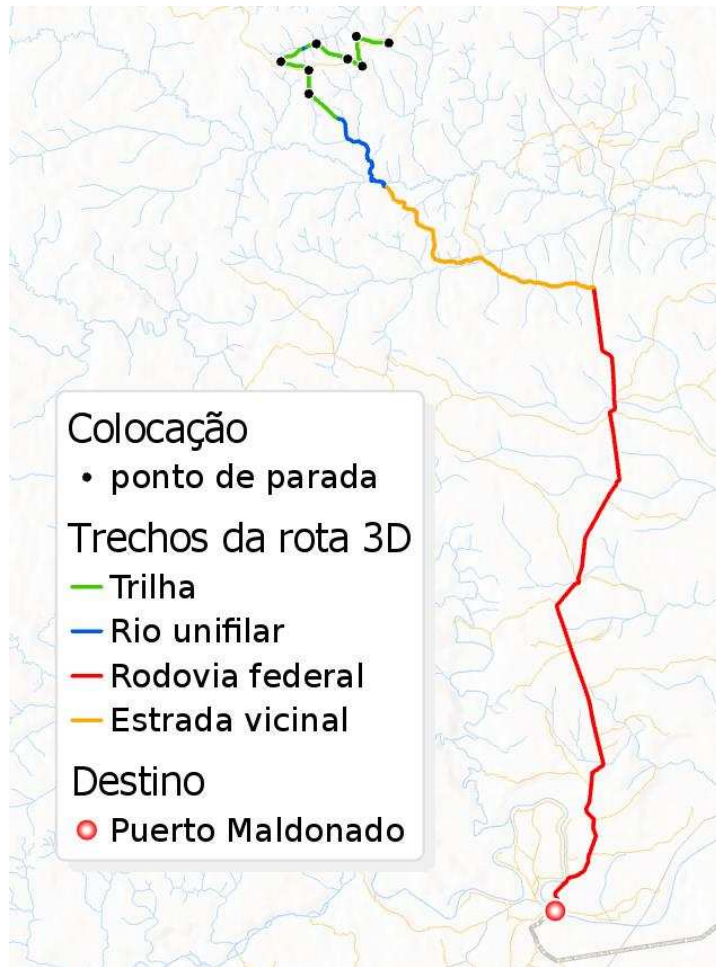 Colocação
ponto de parada
Trechos da rota 3D
Trilha
Rio unifilar
Rodovia federal
Estrada vicinal
Destino
Puerto Maldonado